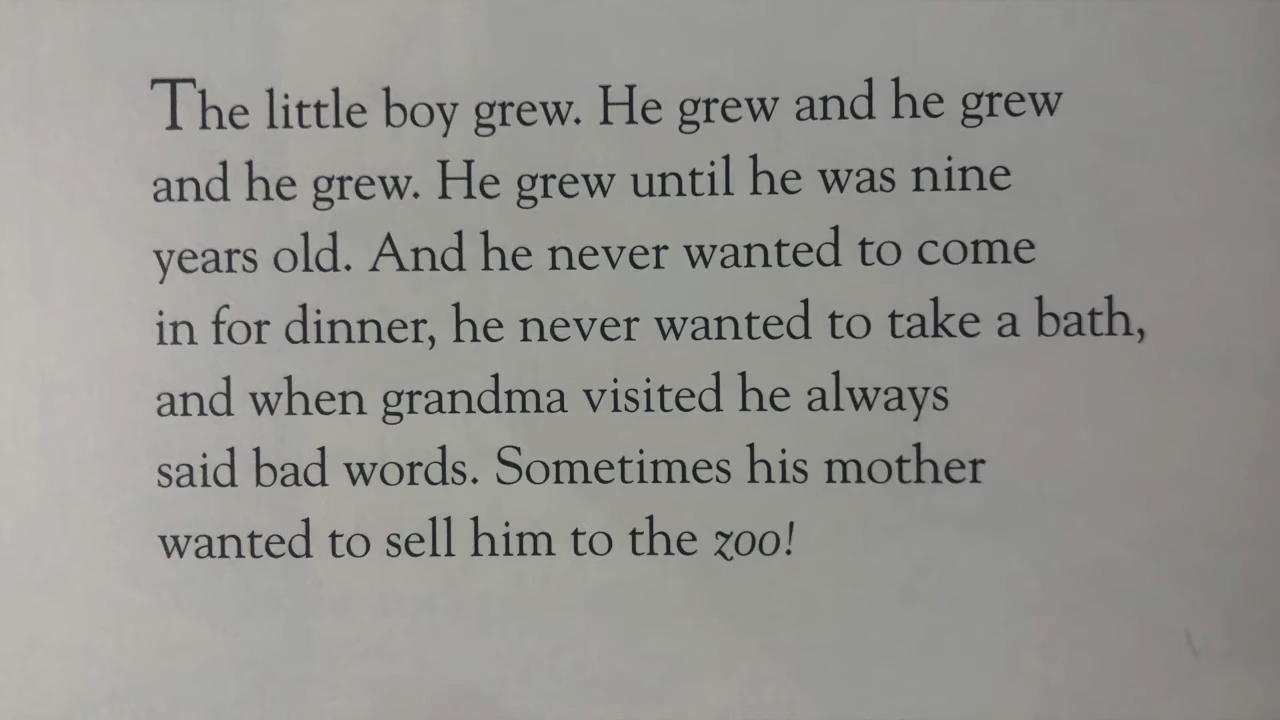 The little boy grew. He grew and he grew
and he grew. He grew until he was nine
years old. And he never wanted to come
in for dinner, he never wanted to take a bath,
and when grandma visited he always
said bad words. Sometimes his mother
wanted to sell him to the zoo!